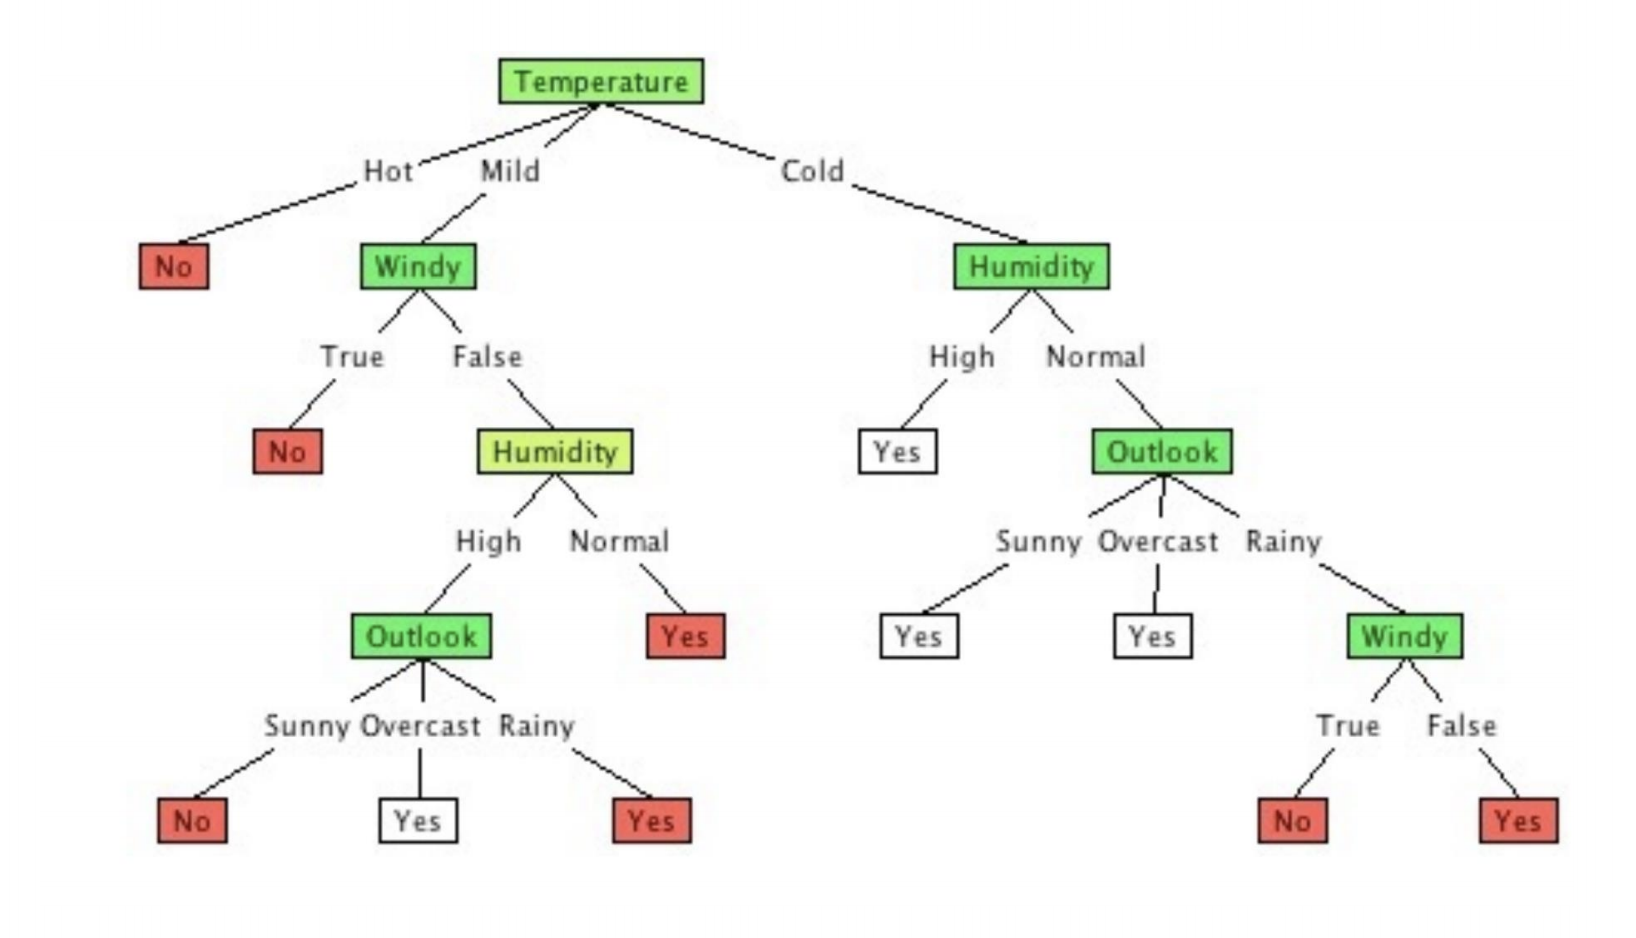 Temperature
Hot Mild Cold
No Windy Humidity
True False High Normal
No Humidity Yes Outlook
High Normal Sunny Overcast Rainy
Outlook Yes Yes Yes Windy
Sunny Overcast Rainy True False
No Yes Yes No Yes